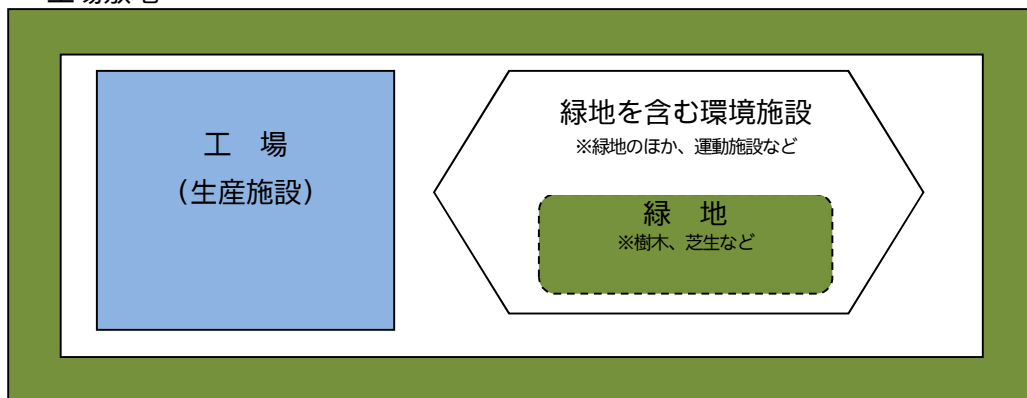 工 場
(生産施設)
緑地を含む環境施設
※緑地のほか、運動施設など
緑 地
※樹木、芝生など